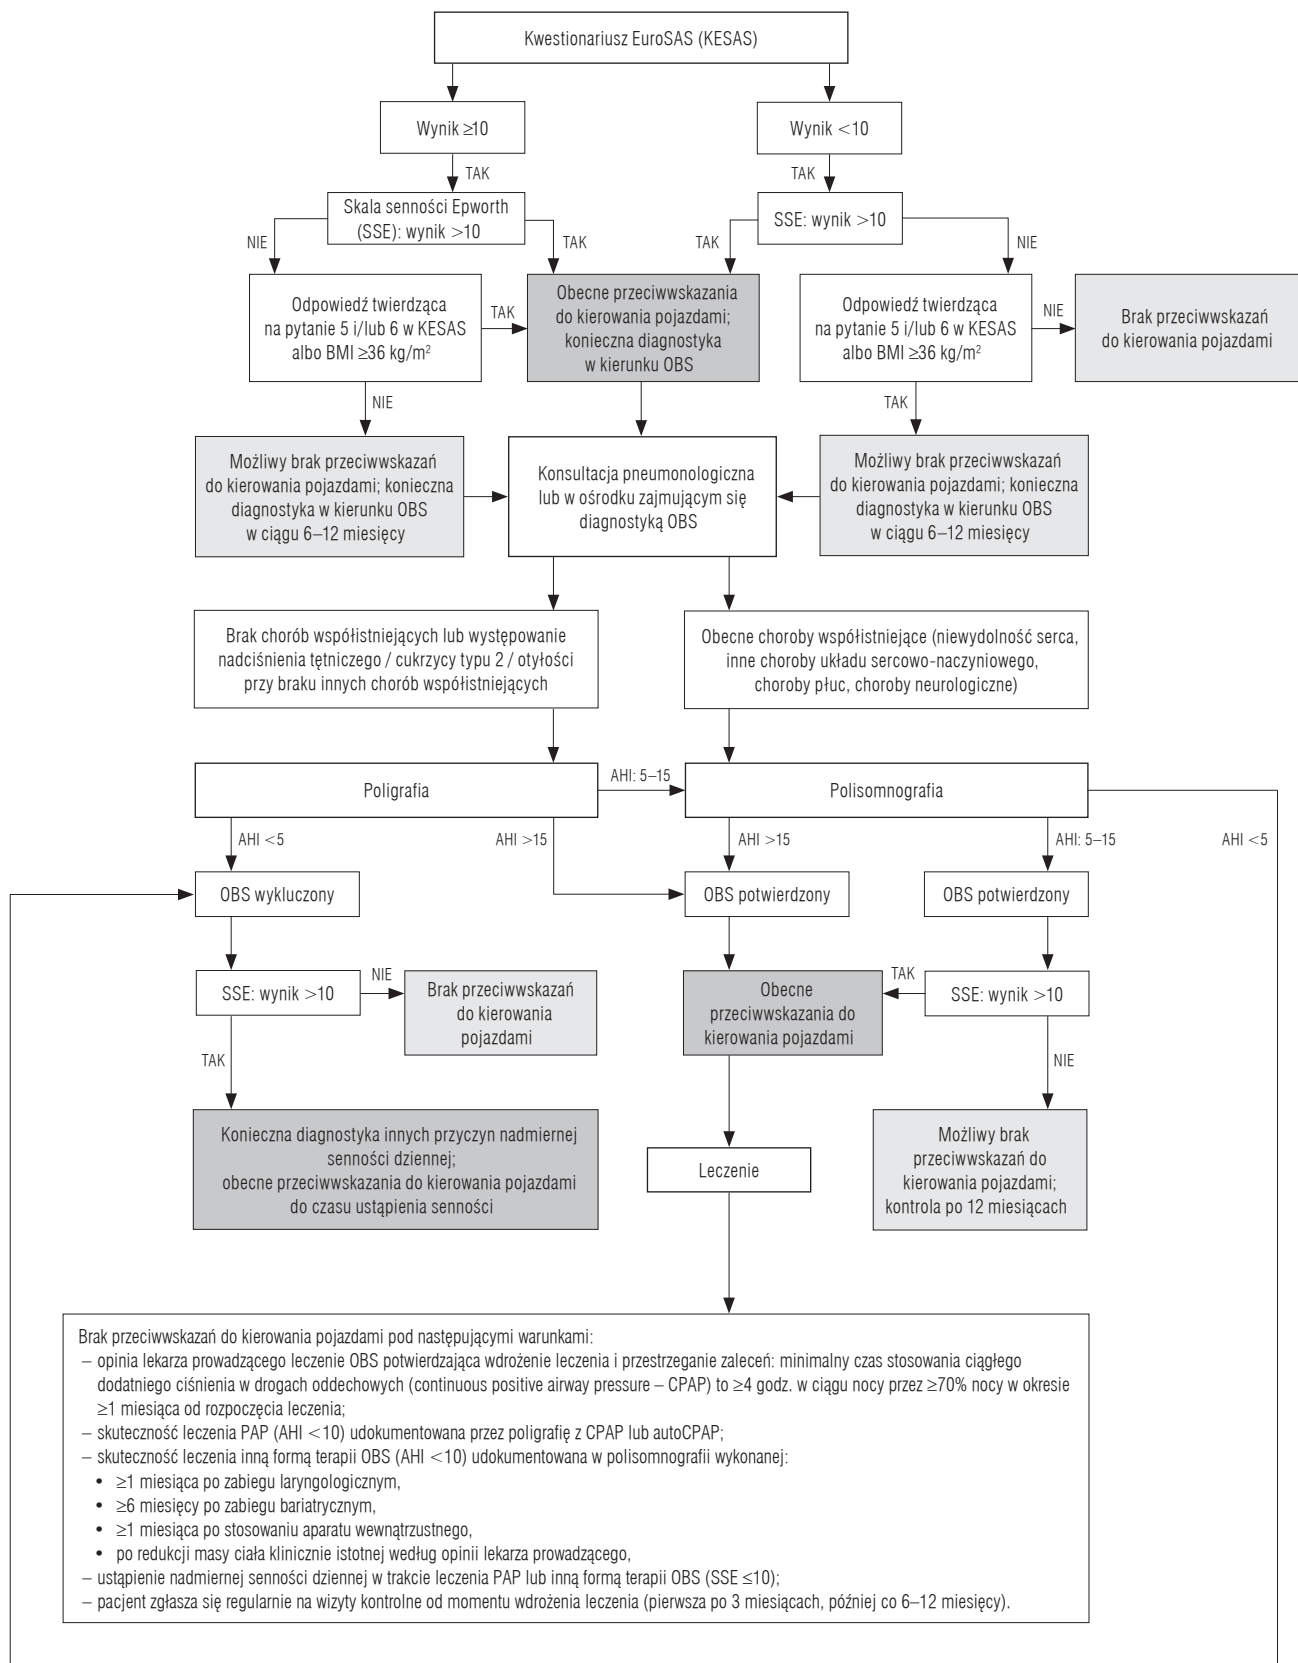 Kwestionariusz EuroSAS (KESAS)
Wynik ≥10
Wynik <10
TAK
TAK
Skala senności Epworth
(SSE): wynik >10
SSE: wynik >10
NIE
TAK
TAK
NIE
Odpowiedź twierdząca
na pytanie 5 i/lub 6 w KESAS
albo BMI ≥36 kg/m²
TAK
Obecne przeciwwskazania
do kierowania pojazdami;
konieczna diagnostyka
w kierunku OBS
Odpowiedź twierdząca
na pytanie 5 i/lub 6 w KESAS
albo BMI ≥36 kg/m²
NIE
Brak przeciwwskazań
do kierowania pojazdami
NIE
TAK
Możliwy brak przeciwwskazań
do kierowania pojazdami; konieczna
diagnostyka w kierunku OBS
w ciągu 6–12 miesięcy
Konsultacja pneumonologiczna
lub w ośrodku zajmującym się
diagnostyką OBS
Możliwy brak przeciwwskazań
do kierowania pojazdami; konieczna
diagnostyka w kierunku OBS
w ciągu 6–12 miesięcy
Brak chorób współistniejących lub występowanie
nadciśnienia tętniczego / cukrzycy typu 2 / otyłości
przy braku innych chorób współistniejących
Obecne choroby współistniejące (niewydolność serca,
inne choroby układu sercowo-naczyniowego,
choroby płuc, choroby neurologiczne)
Poligrafia
AHI: 5–15
Polisomnografia
AHI <5
AHI >15
AHI >15
AHI: 5–15
AHI <5
OBS wykluczony
OBS potwierdzony
OBS potwierdzony
SSE: wynik >10
NIE
Brak przeciwwskazań
do kierowania
pojazdami
Obecne
przeciwwskazania do
kierowania pojazdami
TAK
SSE: wynik >10
TAK
NIE
Konieczna diagnostyka innych przyczyn nadmiernej
senności dziennej;
obecne przeciwwskazania do kierowania pojazdami
do czasu ustąpienia senności
Leczenie
Możliwy brak
przeciwwskazań do
kierowania pojazdami;
kontrola po 12 miesiącach
Brak przeciwwskazań do kierowania pojazdami pod następującymi warunkami:
– opinia lekarza prowadzącego leczenie OBS potwierdzająca wdrożenie leczenia i przestrzeganie zaleceń: minimalny czas stosowania ciągłego
dodatniego ciśnienia w drogach oddechowych (continuous positive airway pressure – CPAP) to ≥4 godz. w ciągu nocy przez ≥70% nocy w okresie
≥1 miesiąca od rozpoczęcia leczenia;
– skuteczność leczenia PAP (AHI <10) udokumentowana przez poligrafię z CPAP lub autoCPAP;
– skuteczność leczenia inną formą terapii OBS (AHI <10) udokumentowana w polisomnografii wykonanej:
• ≥1 miesiąca po zabiegu laryngologicznym,
• ≥6 miesięcy po zabiegu bariatrycznym,
• ≥1 miesiąca po stosowaniu aparatu wewnątrzustnego,
• po redukcji masy ciała klinicznie istotnej według opinii lekarza prowadzącego,
– ustąpienie nadmiernej senności dziennej w trakcie leczenia PAP lub inną formą terapii OBS (SSE ≤10);
– pacjent zgłasza się regularnie na wizyty kontrolne od momentu wdrożenia leczenia (pierwsza po 3 miesiącach, później co 6–12 miesięcy).